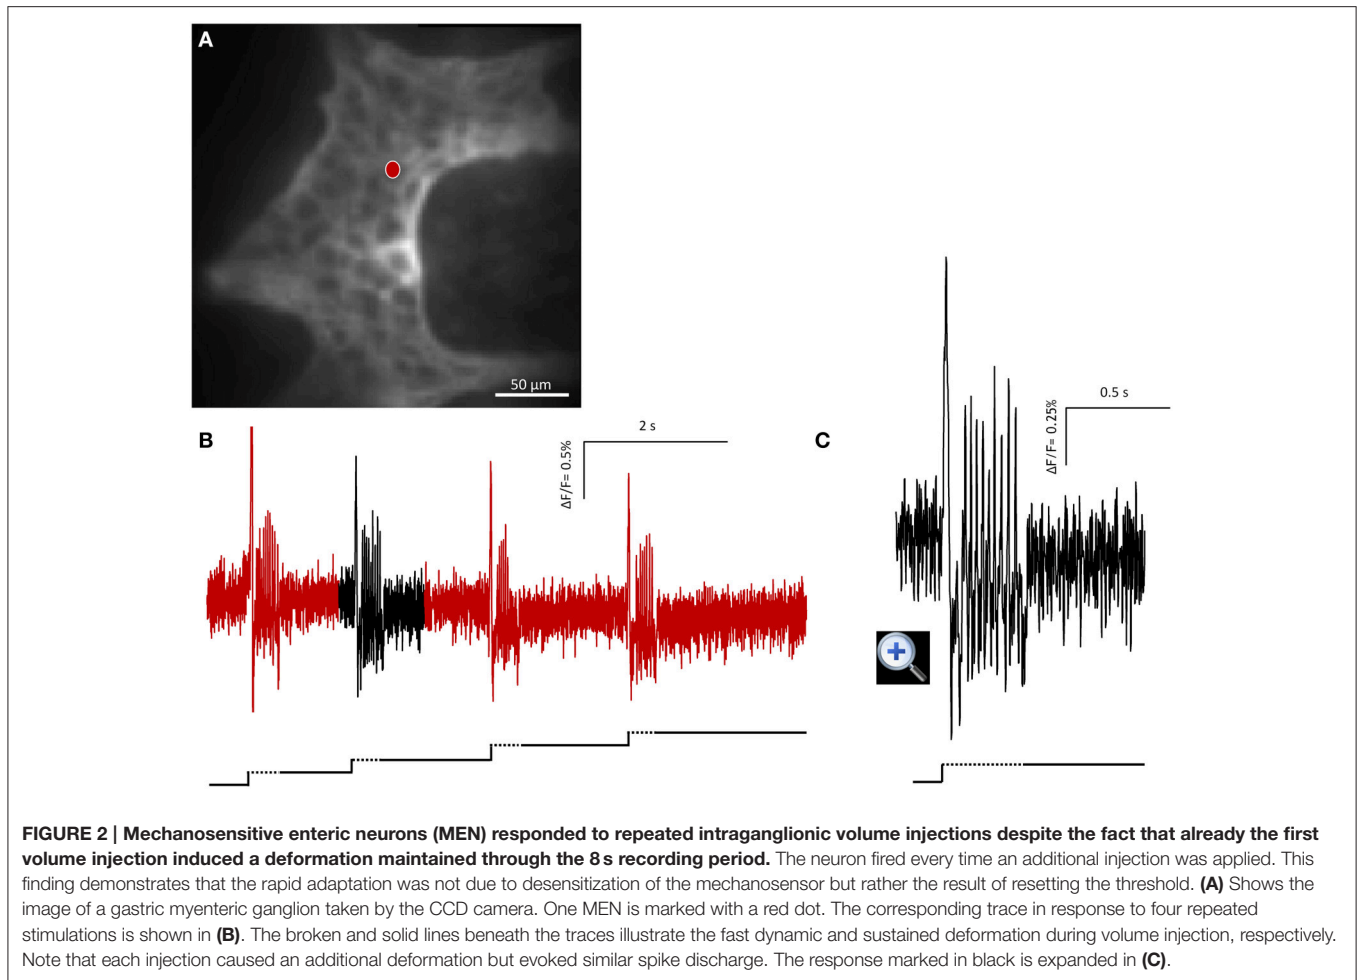 A
50 µm
B
2 s
ΔF/F= 0.5%
C
0.5 s
ΔF/F= 0.25%
FIGURE 2 | Mechanosensitive enteric neurons (MEN) responded to repeated intraganglionic volume injections despite the fact that already the first
volume injection induced a deformation maintained through the 8 s recording period. The neuron fired every time an additional injection was applied. This
finding demonstrates that the rapid adaptation was not due to desensitization of the mechanosensor but rather the result of resetting the threshold. (A) Shows the
image of a gastric myenteric ganglion taken by the CCD camera. One MEN is marked with a red dot. The corresponding trace in response to four repeated
stimulations is shown in (B). The broken and solid lines beneath the traces illustrate the fast dynamic and sustained deformation during volume injection, respectively.
Note that each injection caused an additional deformation but evoked similar spike discharge. The response marked in black is expanded in (C).